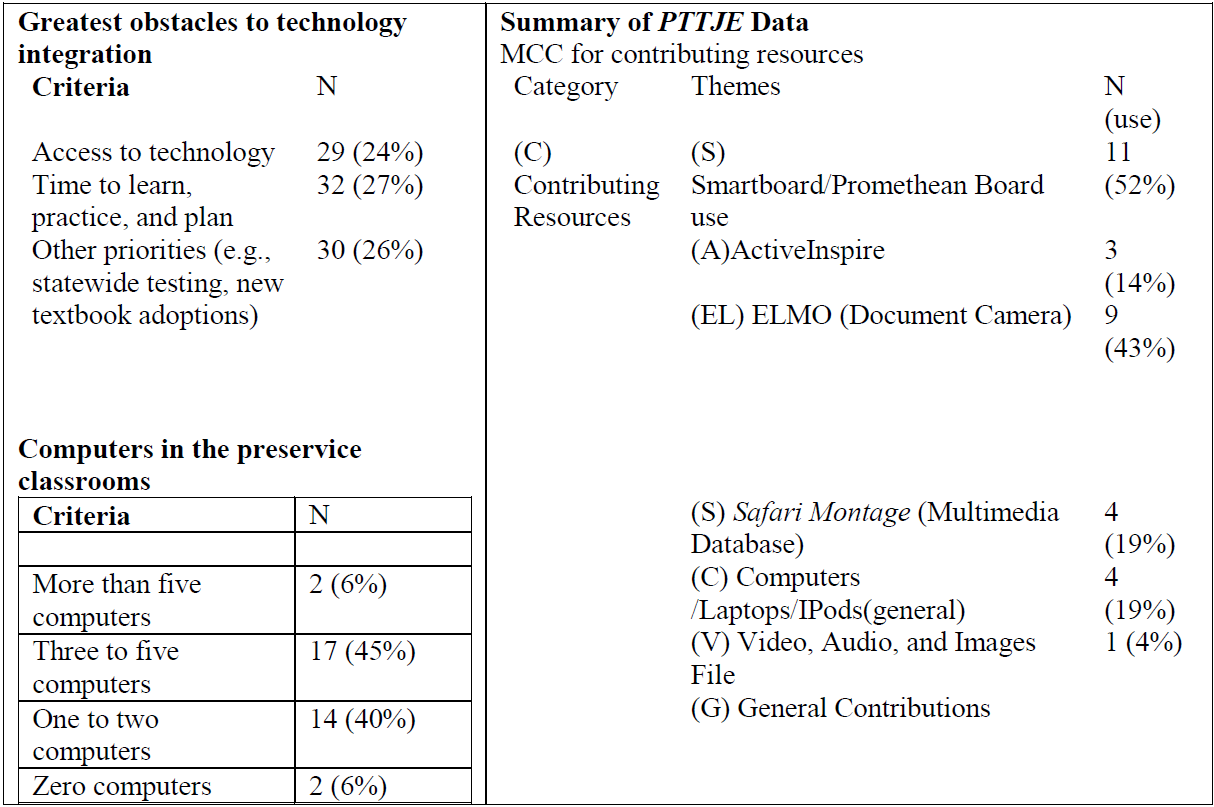 Greatest obstacles to technology
integration
Criteria N
Access to technology 29 (24%)
Time to learn, 32 (27%)
practice, and plan
Other priorities (e.g., 30 (26%)
statewide testing, new
textbook adoptions)
Computers in the preservice
classrooms
Criteria N
More than five 2 (6%)
computers
Three to five 17 (45%)
computers
One to two 14 (40%)
computers
Zero computers 2 (6%)
Summary of PTTJE Data
MCC for contributing resources
Category Themes N
(use)
(C) (S) 11
Contributing Smartboard/Promethean Board (52%)
Resources use
(A)ActiveInspire 3
(14%)
(EL) ELMO (Document Camera) 9
(43%)
(S) Safari Montage (Multimedia 4
Database) (19%)
(C) Computers 4
/Laptops/IPods(general) (19%)
(V) Video, Audio, and Images 1 (4%)
File
(G) General Contributions